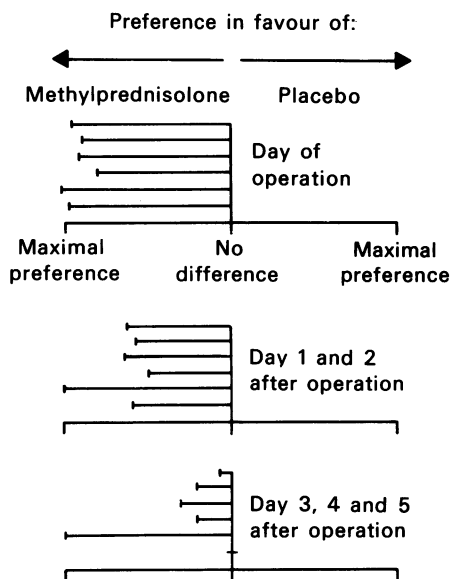 Preference in favour of:
Methylprednisolone Placebo
Day of
operation
Maximal No Maximal
preference difference preference
Day 1 and 2
after operation
Day 3, 4 and 5
after operation